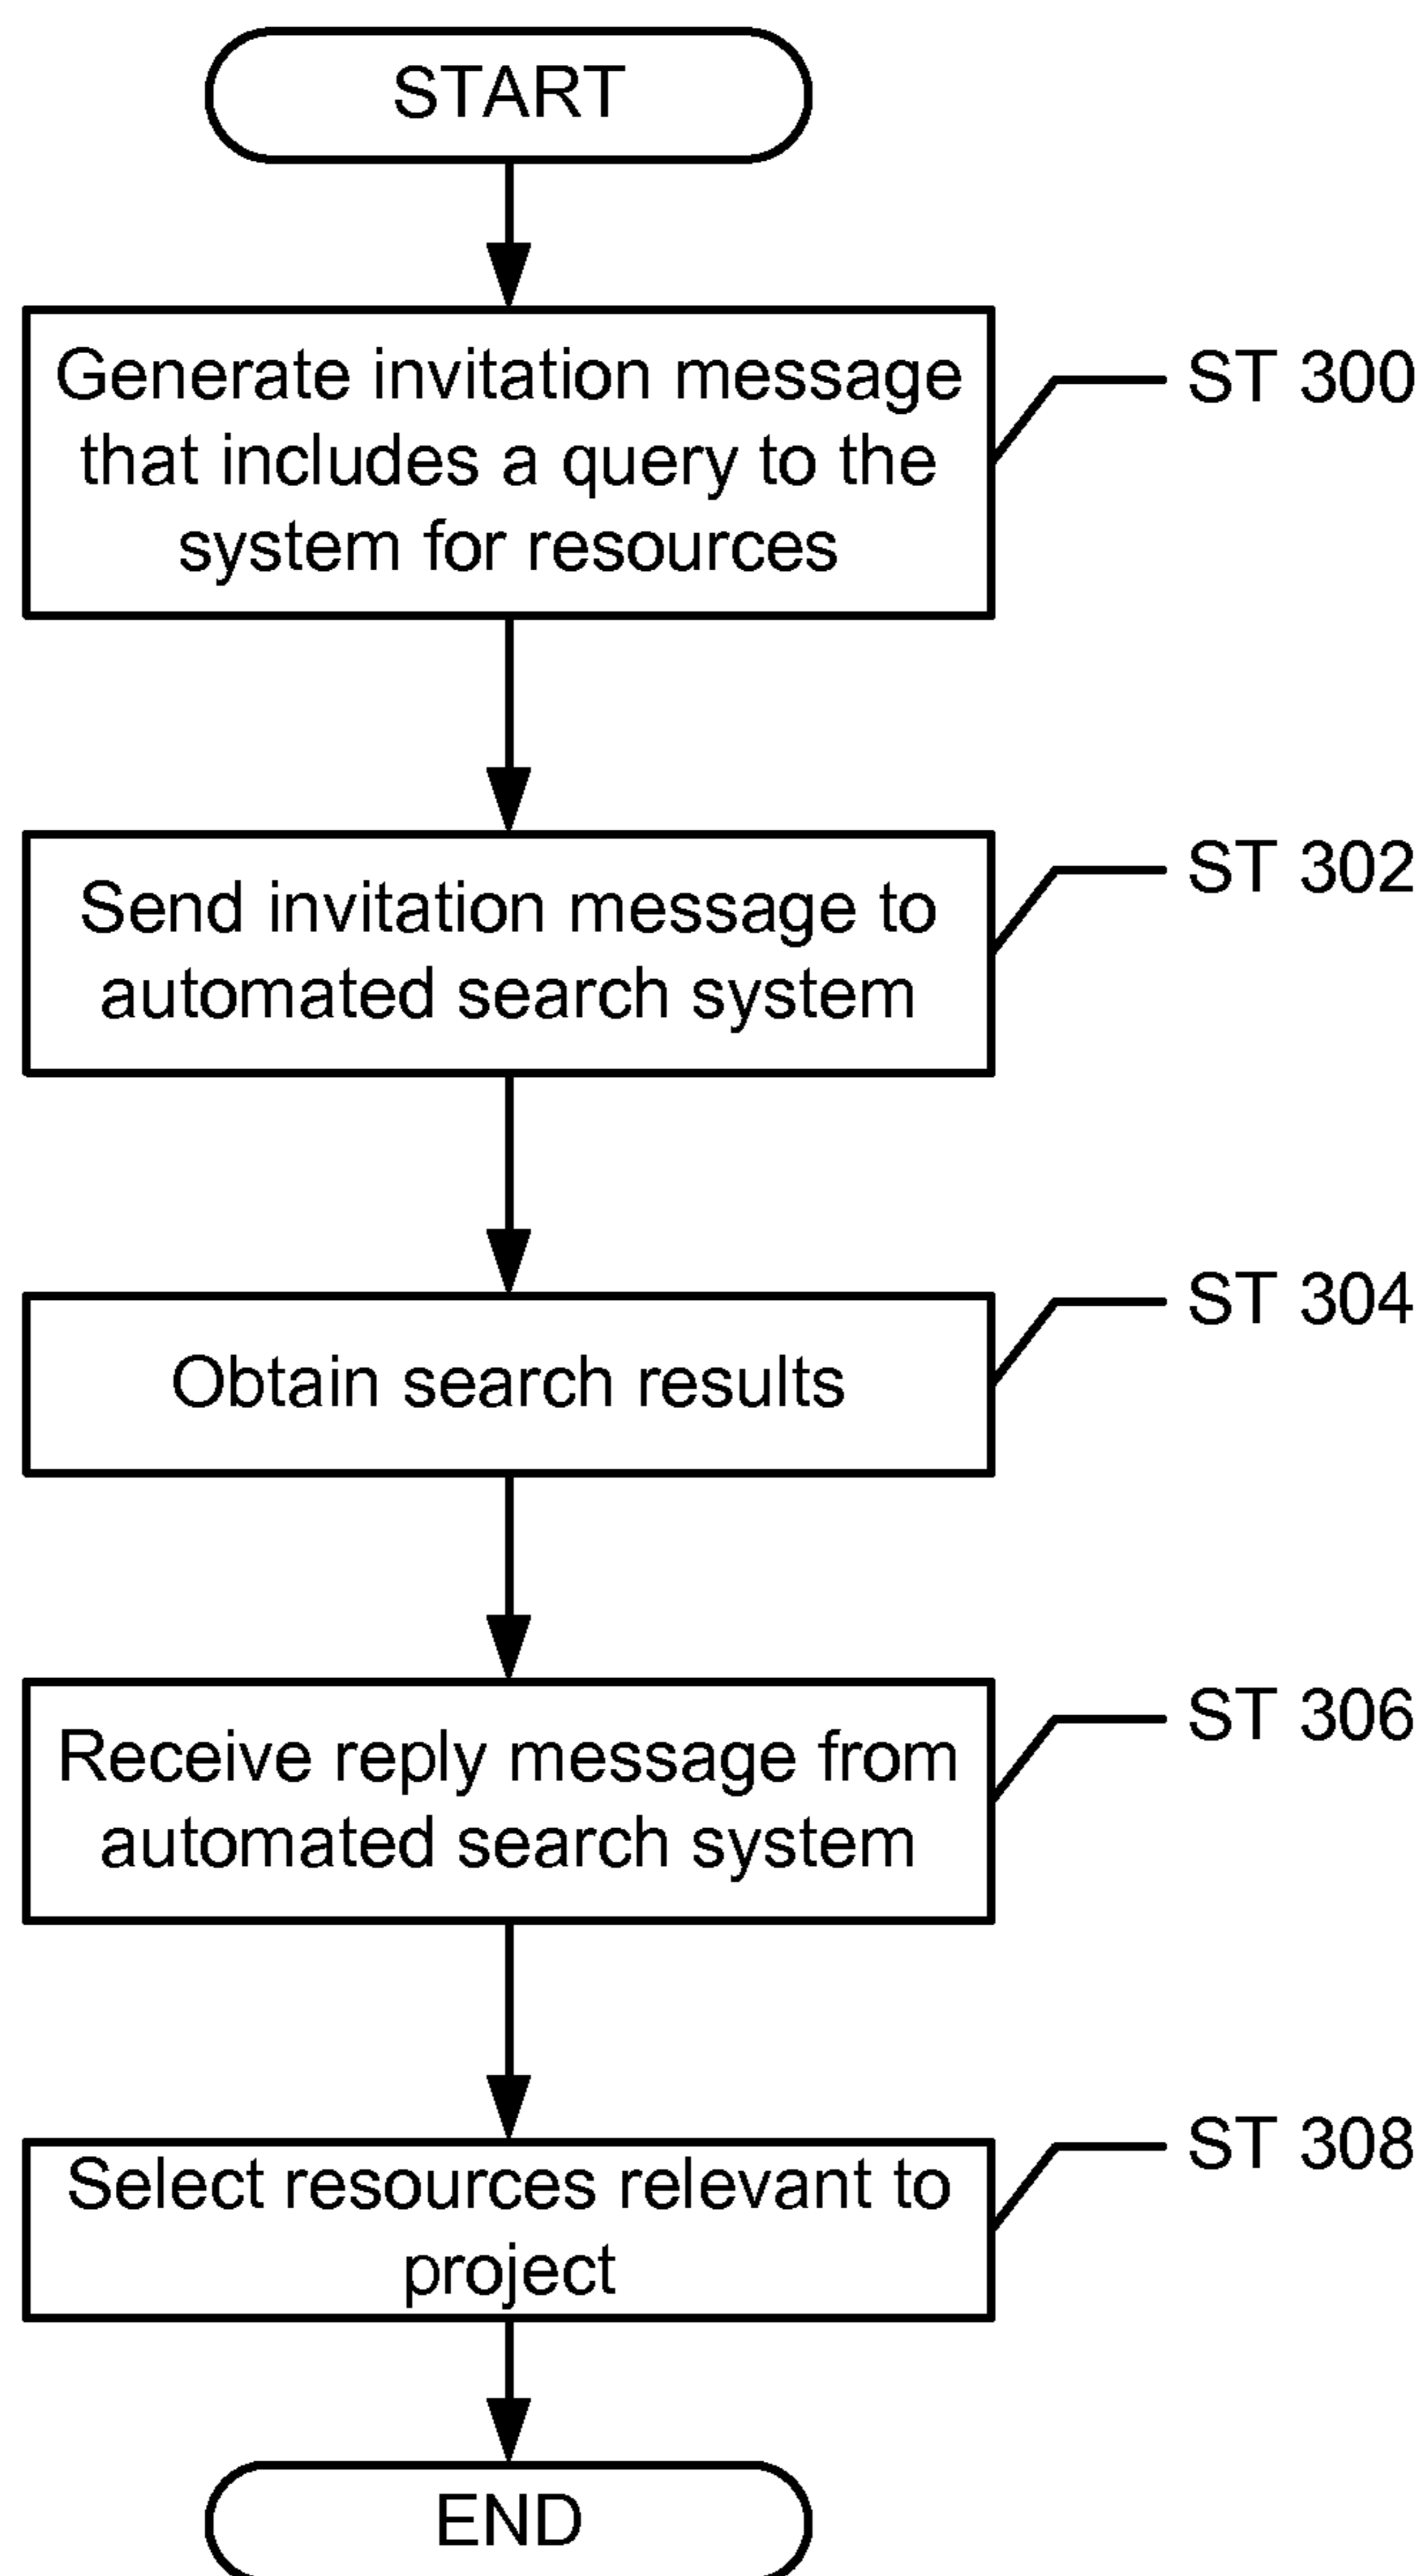 START
Generate invitation message
that includes a query to the
system for resources
ST 300
Send invitation message to
automated search system
ST 302
Obtain search results
ST 304
Receive reply message from
automated search system
ST 306
Select resources relevant to
project
ST 308
END